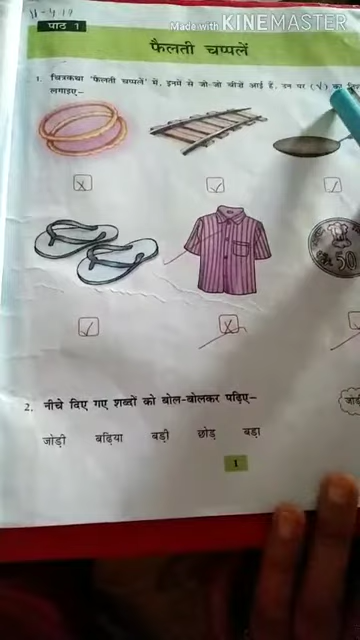 11-4-19
Made with KINEMASTER
पाठ 1
फैलती चप्पलें
1. चित्रकथा 'फैलती चप्पलें' में, इनमें से जो-जो चीज़ें आई हैं, उन पर (√) का
लगाइए–
50
2. नीचे दिए गए शब्दों को बोल-बोलकर पढ़िए–
जोड़ी बढ़िया बड़ी छोड़ बड़ा
1